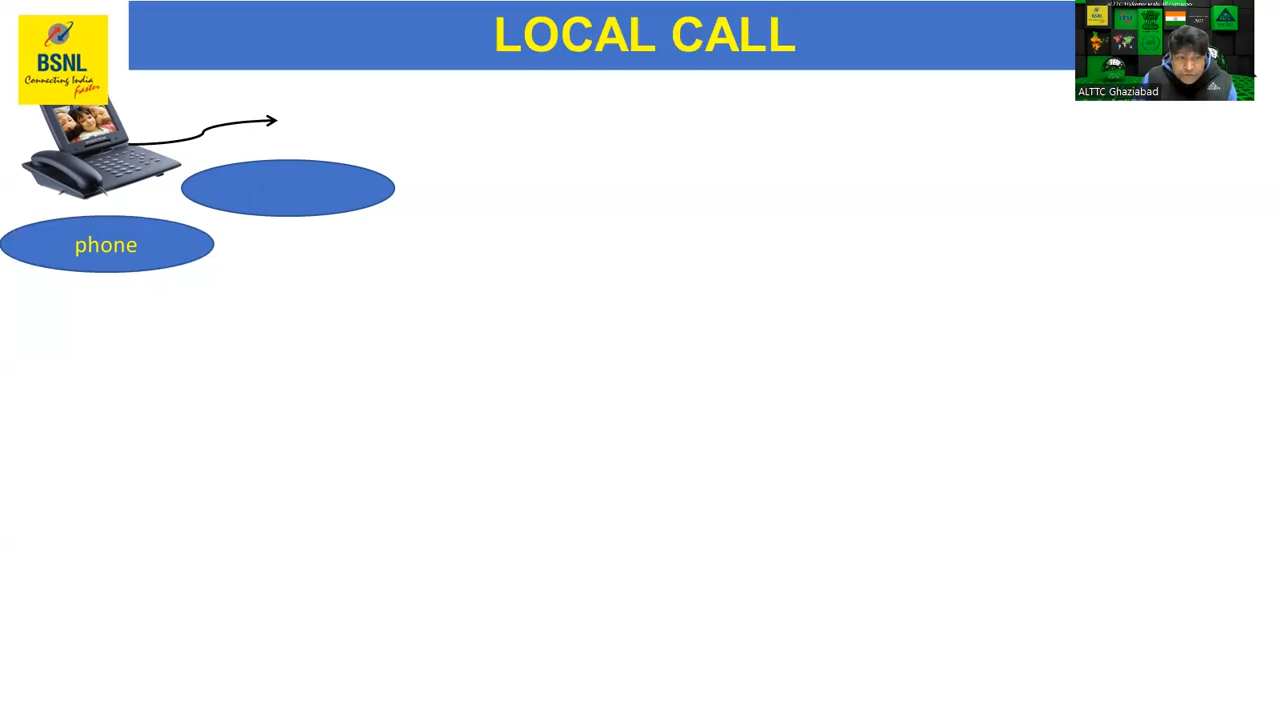 LOCAL CALL
BSNL
Connecting India
faster
phone
ALTTC Ghaziabad